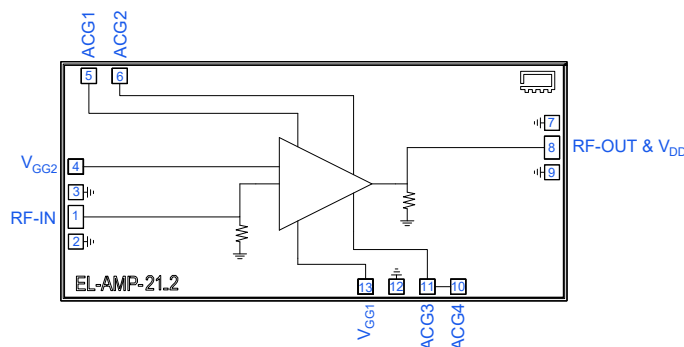 ACG1
ACG2
5
6
7
8
RF-OUT & VDD
9
VGG2
4
3
RF-IN
1
2
EL-AMP-21.2
13
12
11
10
VGG1
ACG3
ACG4